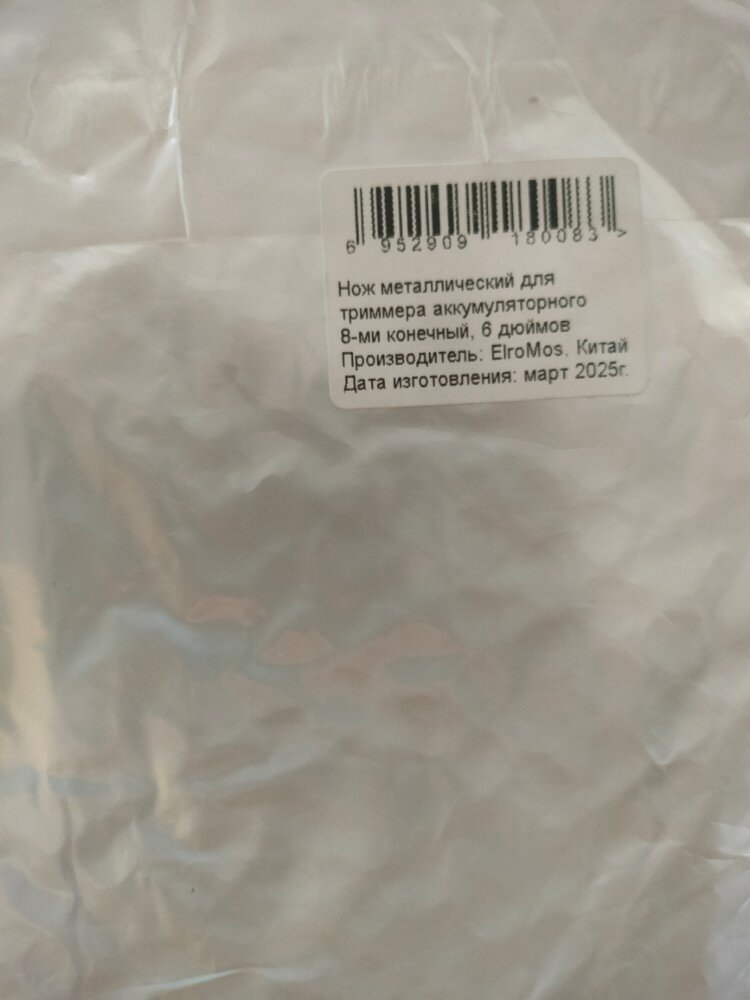 6 952909 180083 >
Нож металлический для
триммера аккумуляторного
8-ми конечный, 6 дюймов
Производитель: ElroMos. Китай
Дата изготовления: март 2025г.